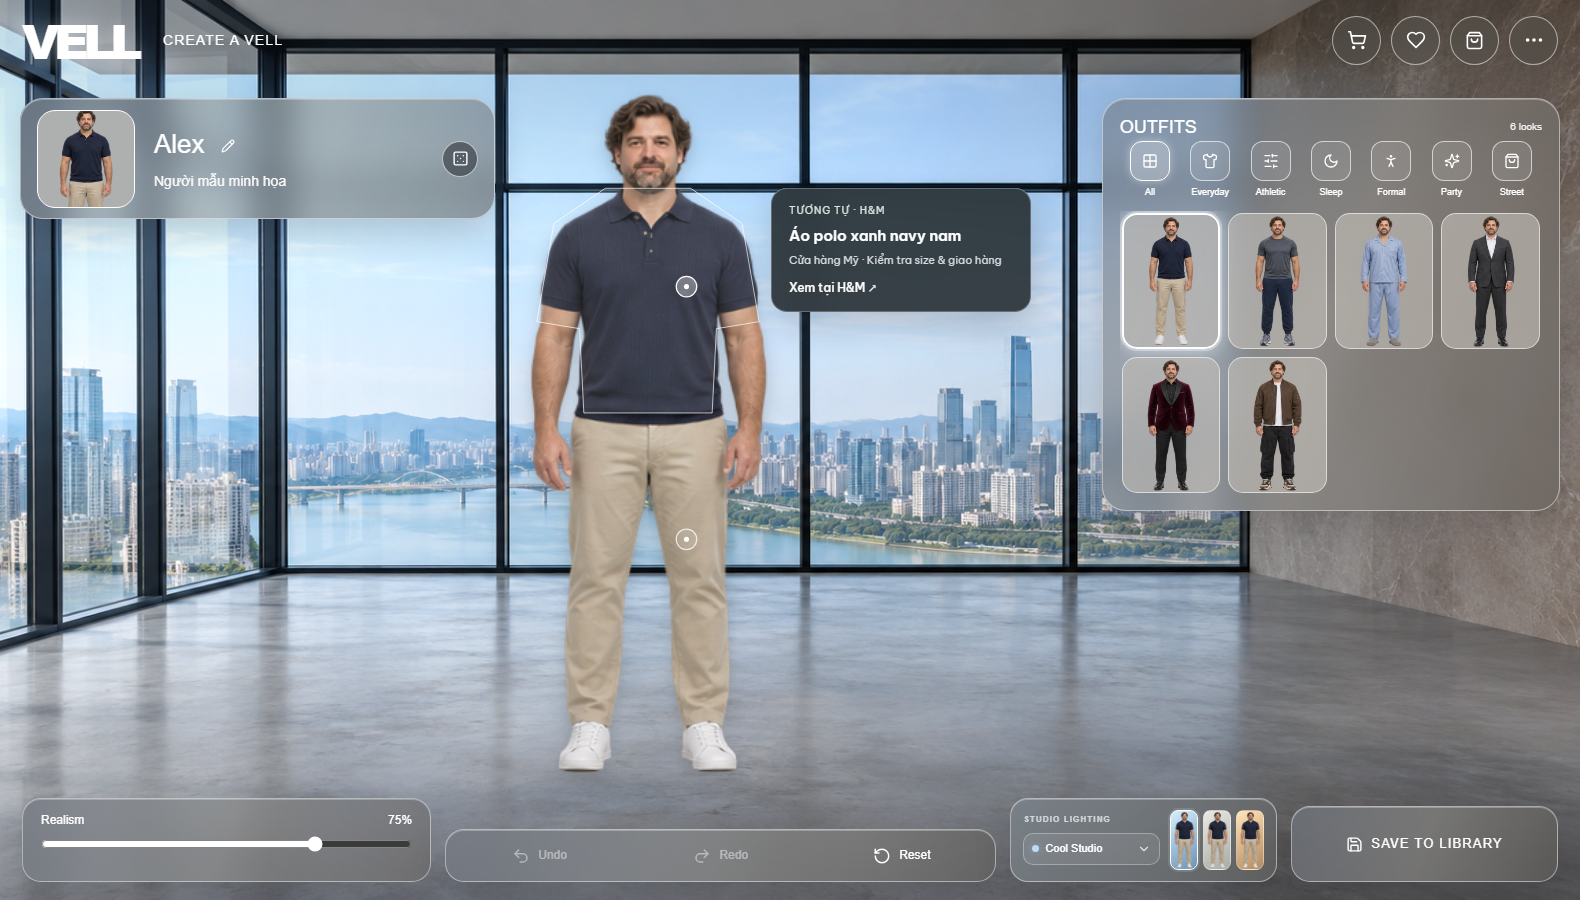 VELL
CREATE A VELL
Alex
Người mẫu minh họa
TƯƠNG TỰ · H&M
Áo polo xanh navy nam
Cửa hàng Mỹ · Kiểm tra size & giao hàng
Xem tại H&M ↗
OUTFITS
6 looks
All
Everyday
Athletic
Sleep
Formal
Party
Street
Realism
75%
Undo
Redo
Reset
STUDIO LIGHTING
Cool Studio
SAVE TO LIBRARY